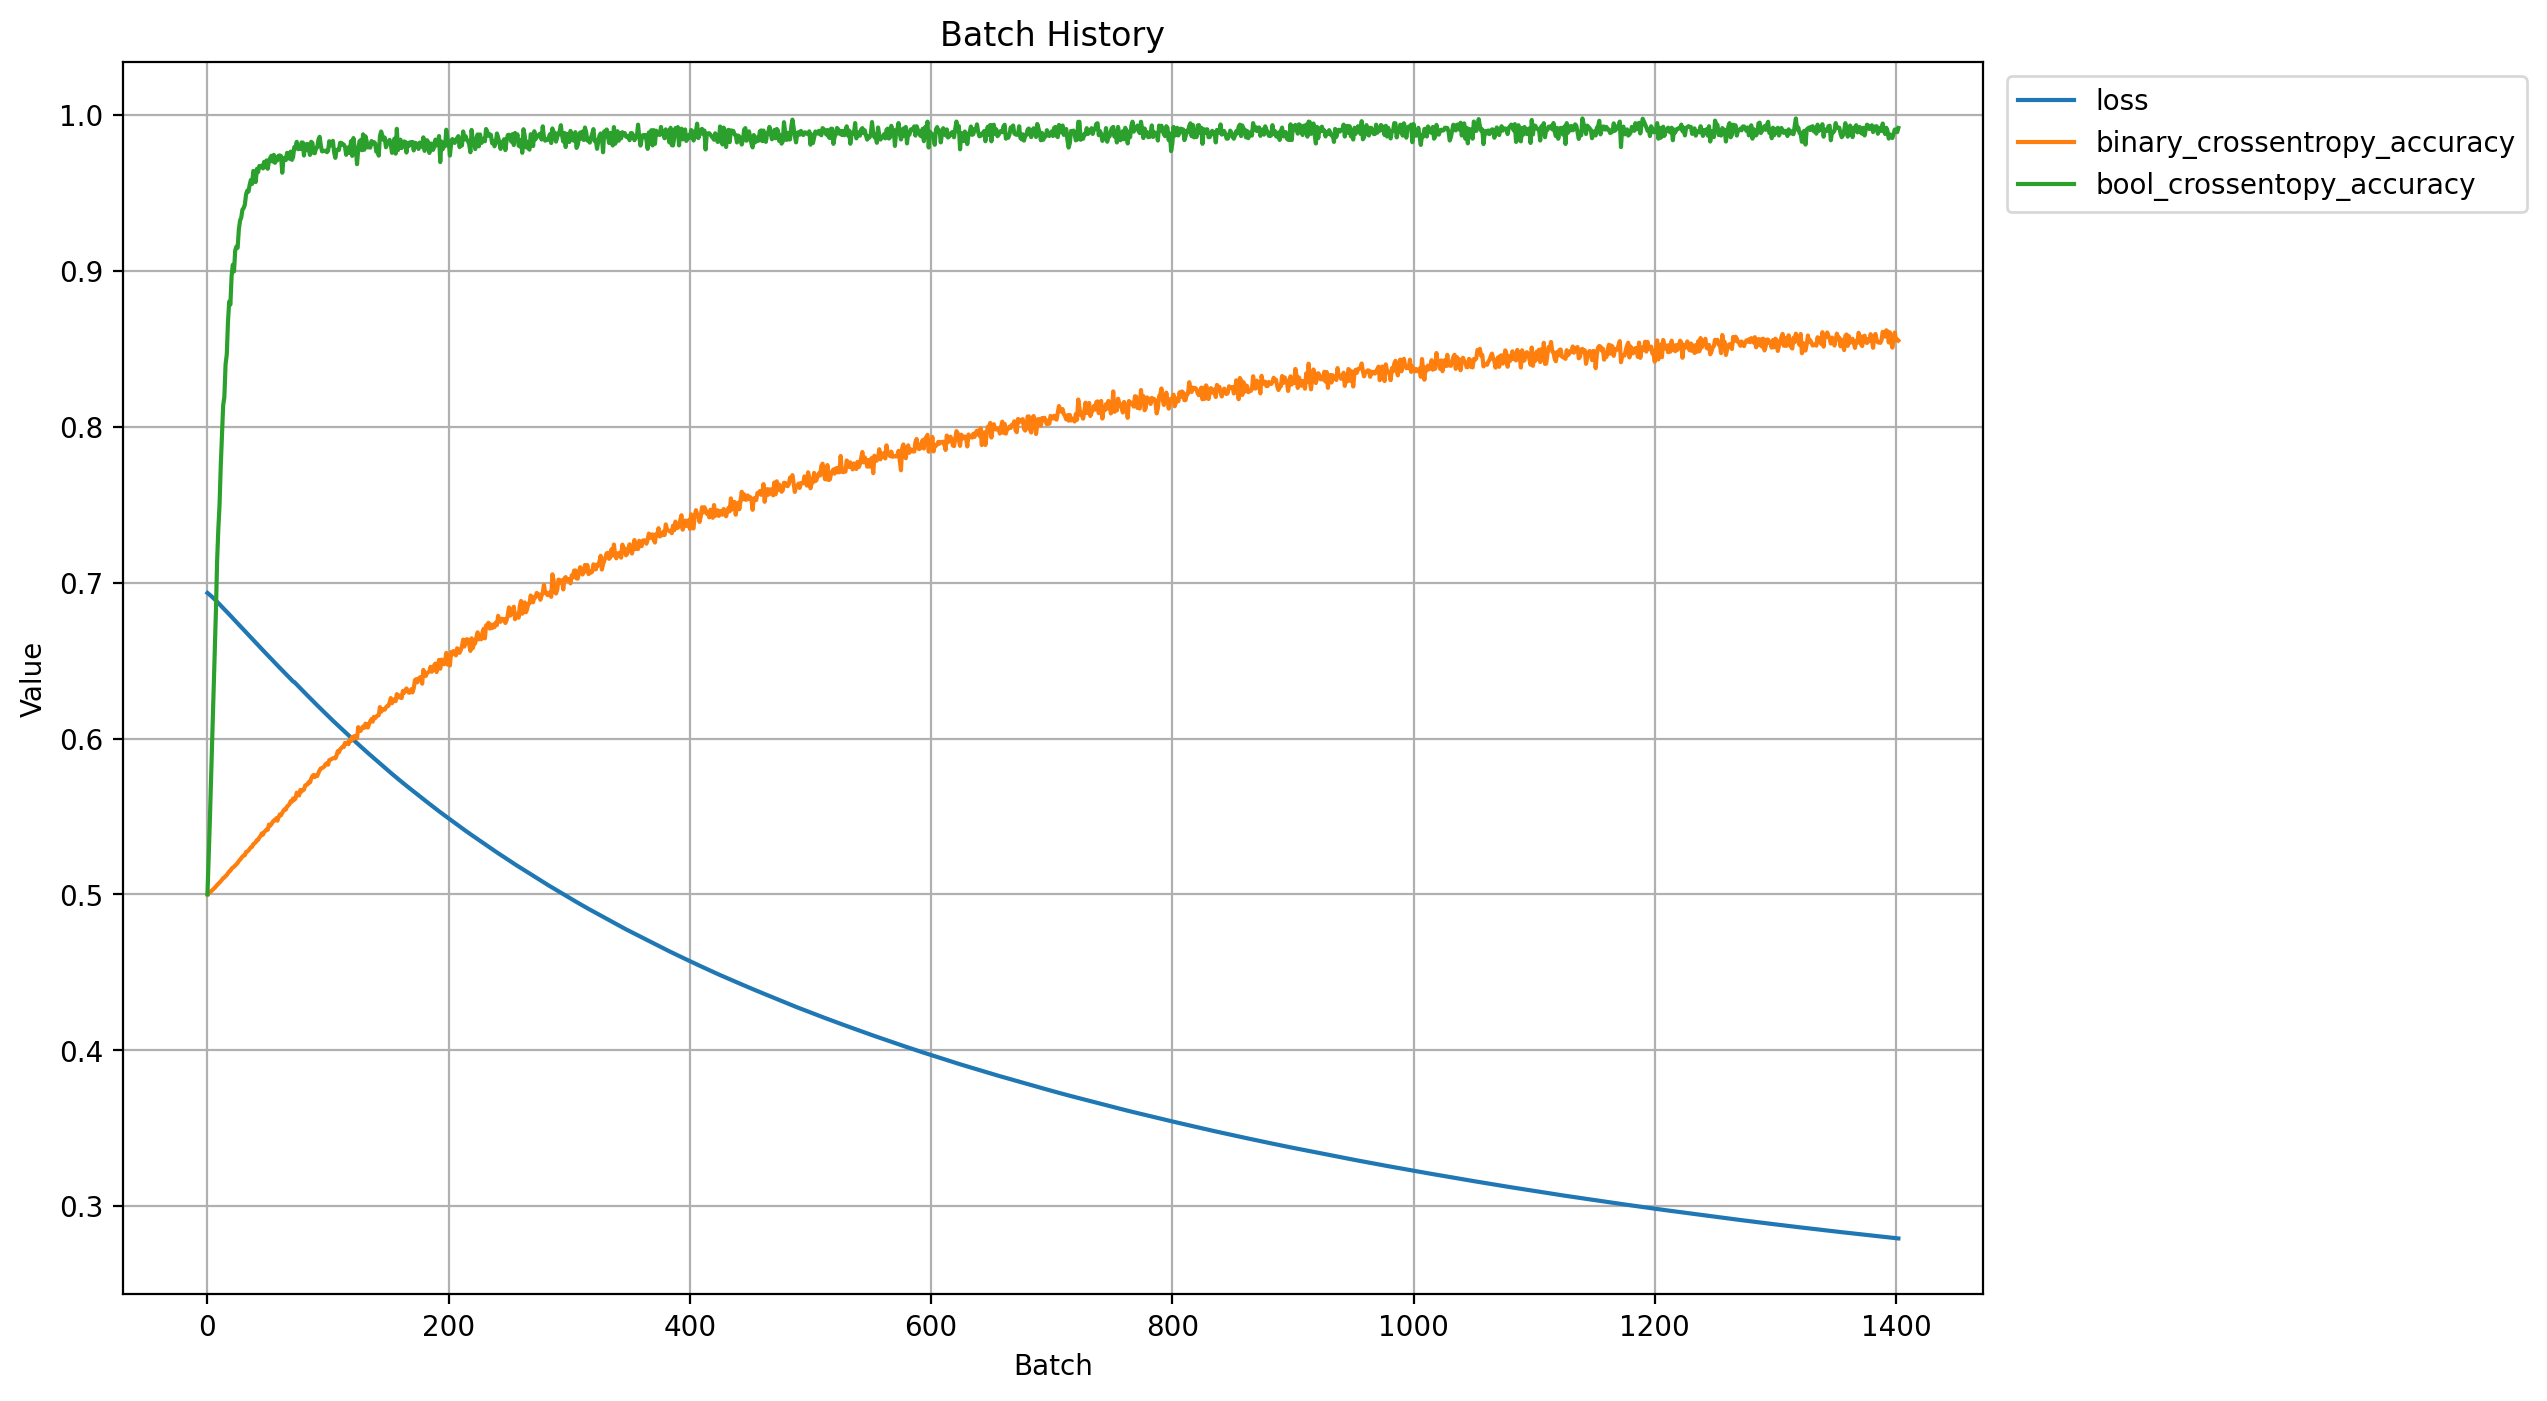 Batch History
1.0
0.9
0.8
0.7
0.6
0.5
0.4
0.3
Value
0 200 400 600 800 1000 1200 1400
Batch
loss
binary_crossentropy_accuracy
bool_crossentopy_accuracy